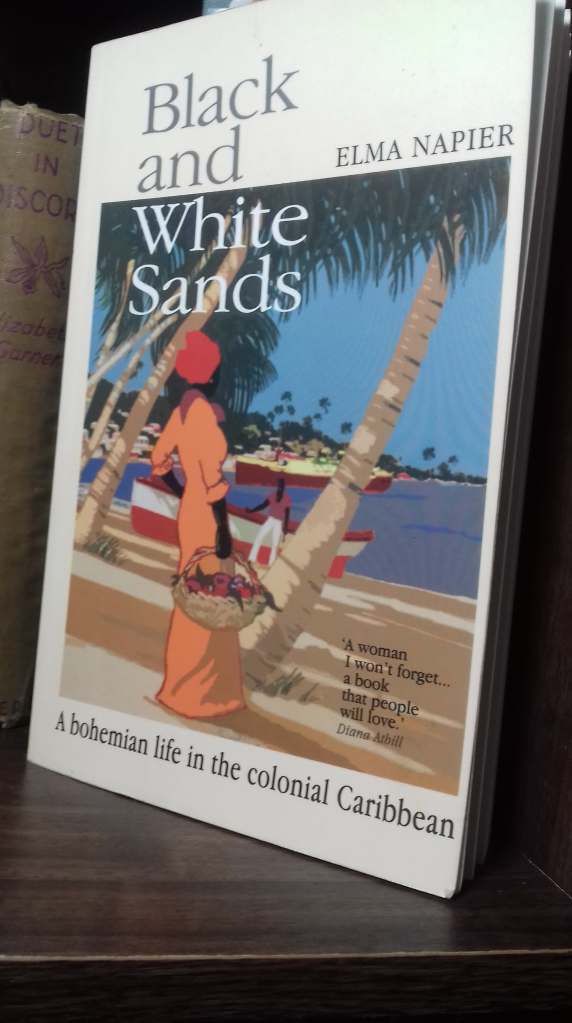 Black
and
White
Sands
ELMA NAPIER
'A woman
I won't forget...
a book
that people
will love.'
Diana Athill
A bohemian life in the colonial Caribbean
DUET
IN
DISCOR
lizabet
Garner